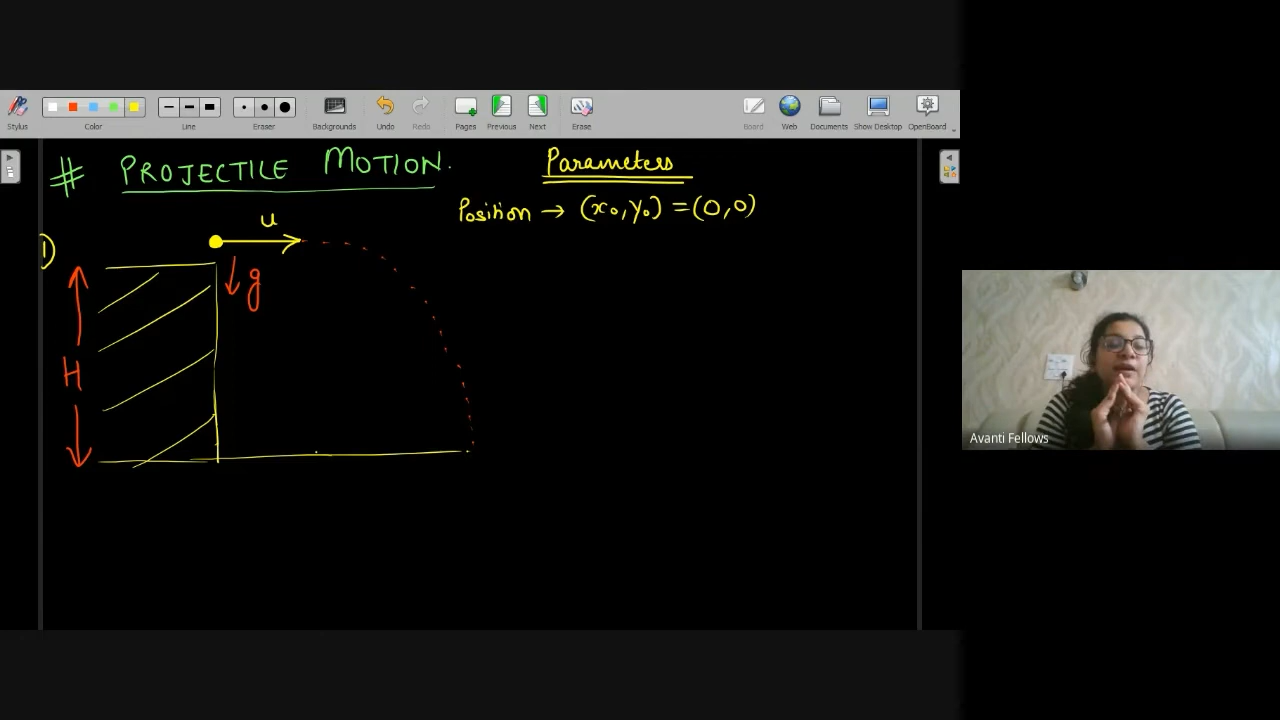 Stylus
Color
Line
Eraser
Backgrounds
Undo
Redo
Pages
Previous
Next
Erase
Board
Web
Documents
Show Desktop
OpenBoard
# PROJECTILE MOTION.
Parameters
Position → (x₀, y₀) = (0, 0)
1)
u
g
H
Avanti Fellows